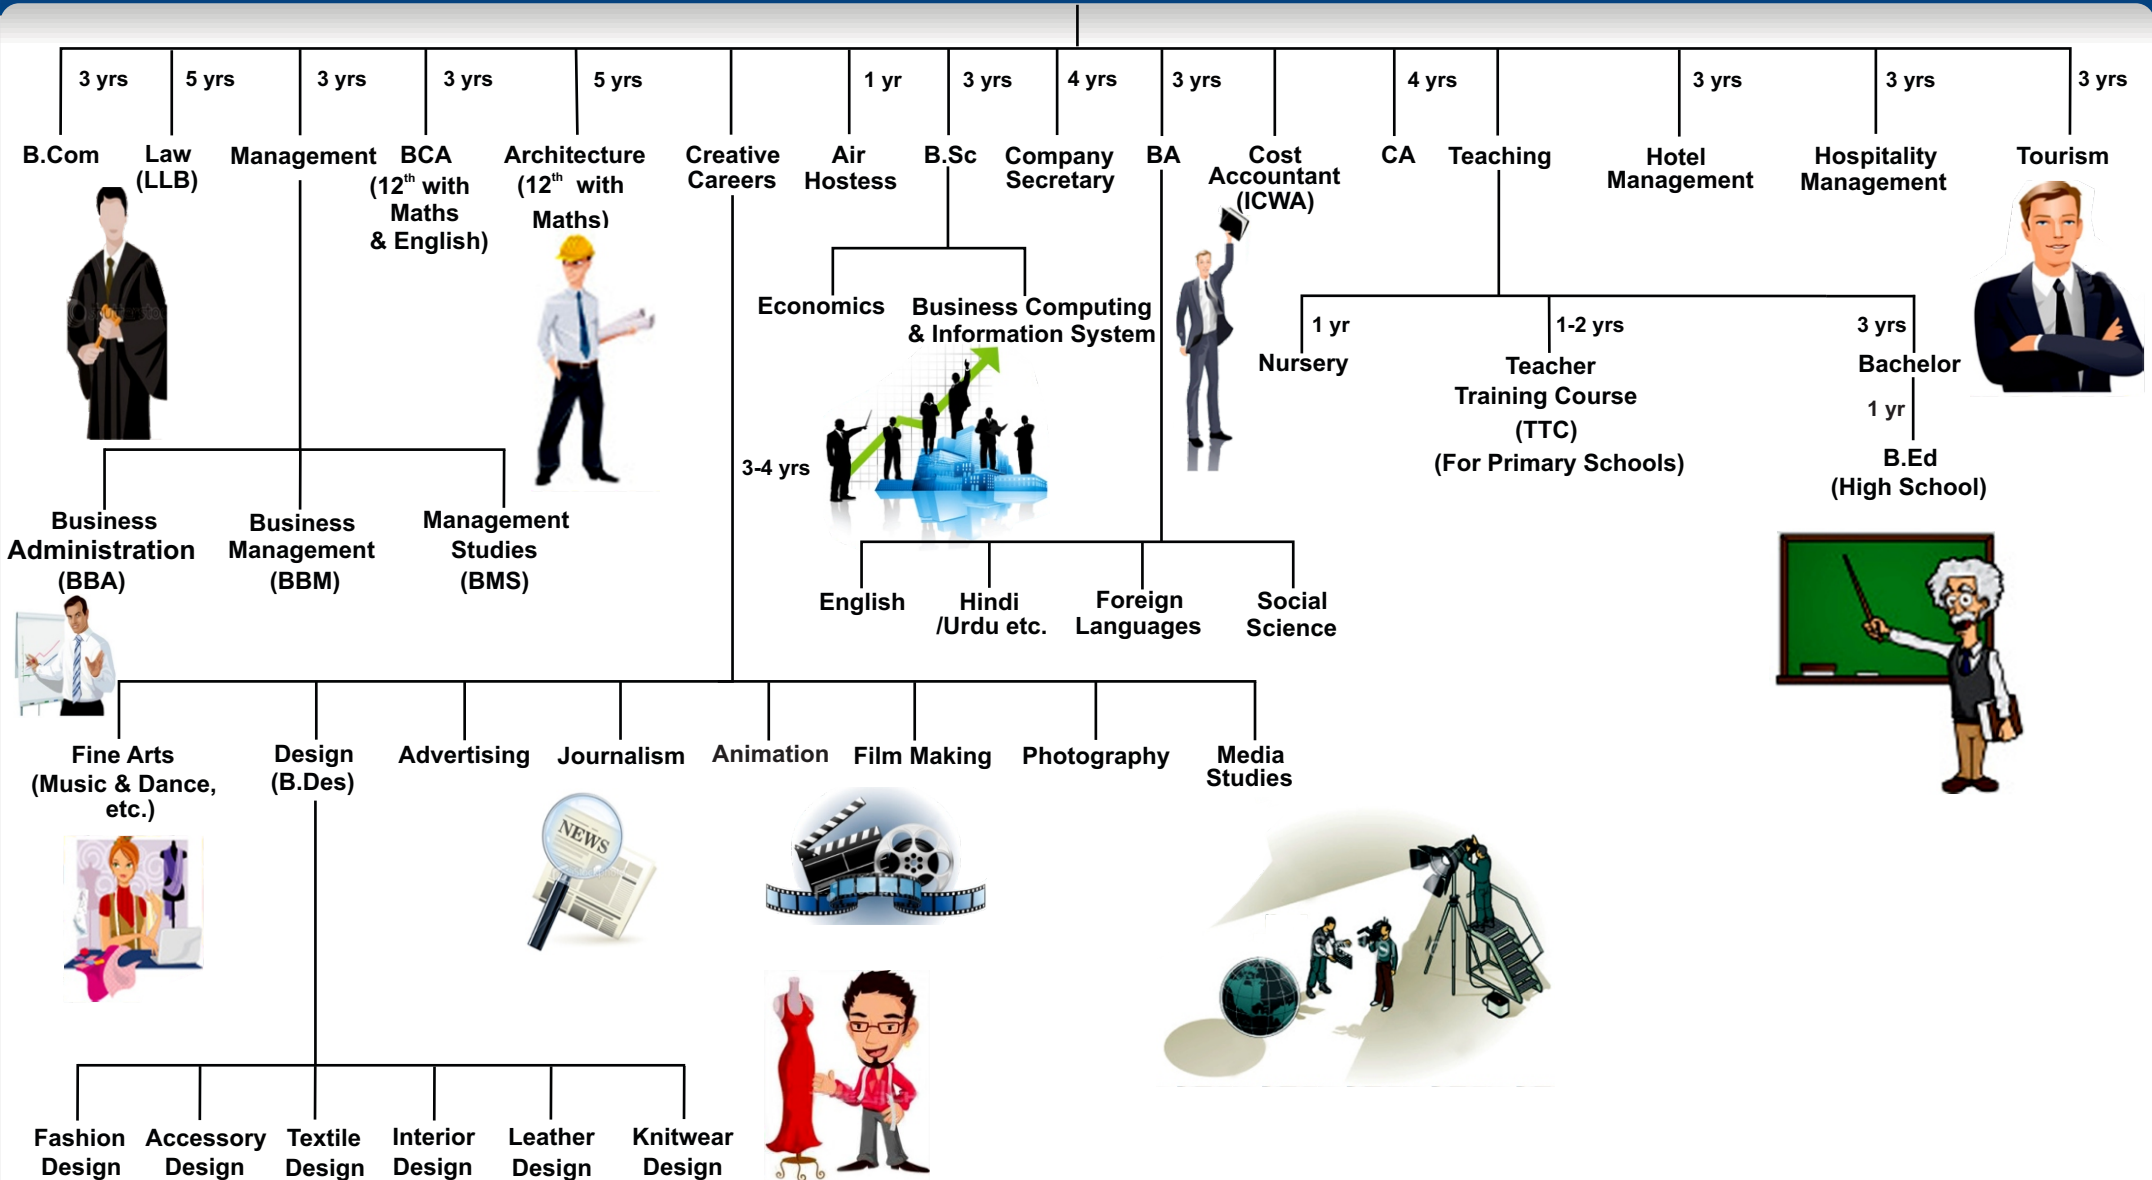 3 yrs
5 yrs
3 yrs
3 yrs
5 yrs
1 yr
3 yrs
4 yrs
3 yrs
4 yrs
3 yrs
3 yrs
3 yrs
B.Com
Law
(LLB)
Management
BCA
(12th with
Maths
& English)
Architecture
(12th with
Maths)
Creative
Careers
Air
Hostess
B.Sc
Company
Secretary
BA
Cost
Accountant
(ICWA)
CA
Teaching
Hotel
Management
Hospitality
Management
Tourism
Economics
Business Computing
& Information System
1 yr
Nursery
1-2 yrs
Teacher
Training Course
(TTC)
(For Primary Schools)
3 yrs
Bachelor
1 yr
B.Ed
(High School)
3-4 yrs
Business
Administration
(BBA)
Business
Management
(BBM)
Management
Studies
(BMS)
English
Hindi
/Urdu etc.
Foreign
Languages
Social
Science
Fine Arts
(Music & Dance,
etc.)
Design
(B.Des)
Advertising
Journalism
Animation
Film Making
Photography
Media
Studies
NEWS
Fashion
Design
Accessory
Design
Textile
Design
Interior
Design
Leather
Design
Knitwear
Design